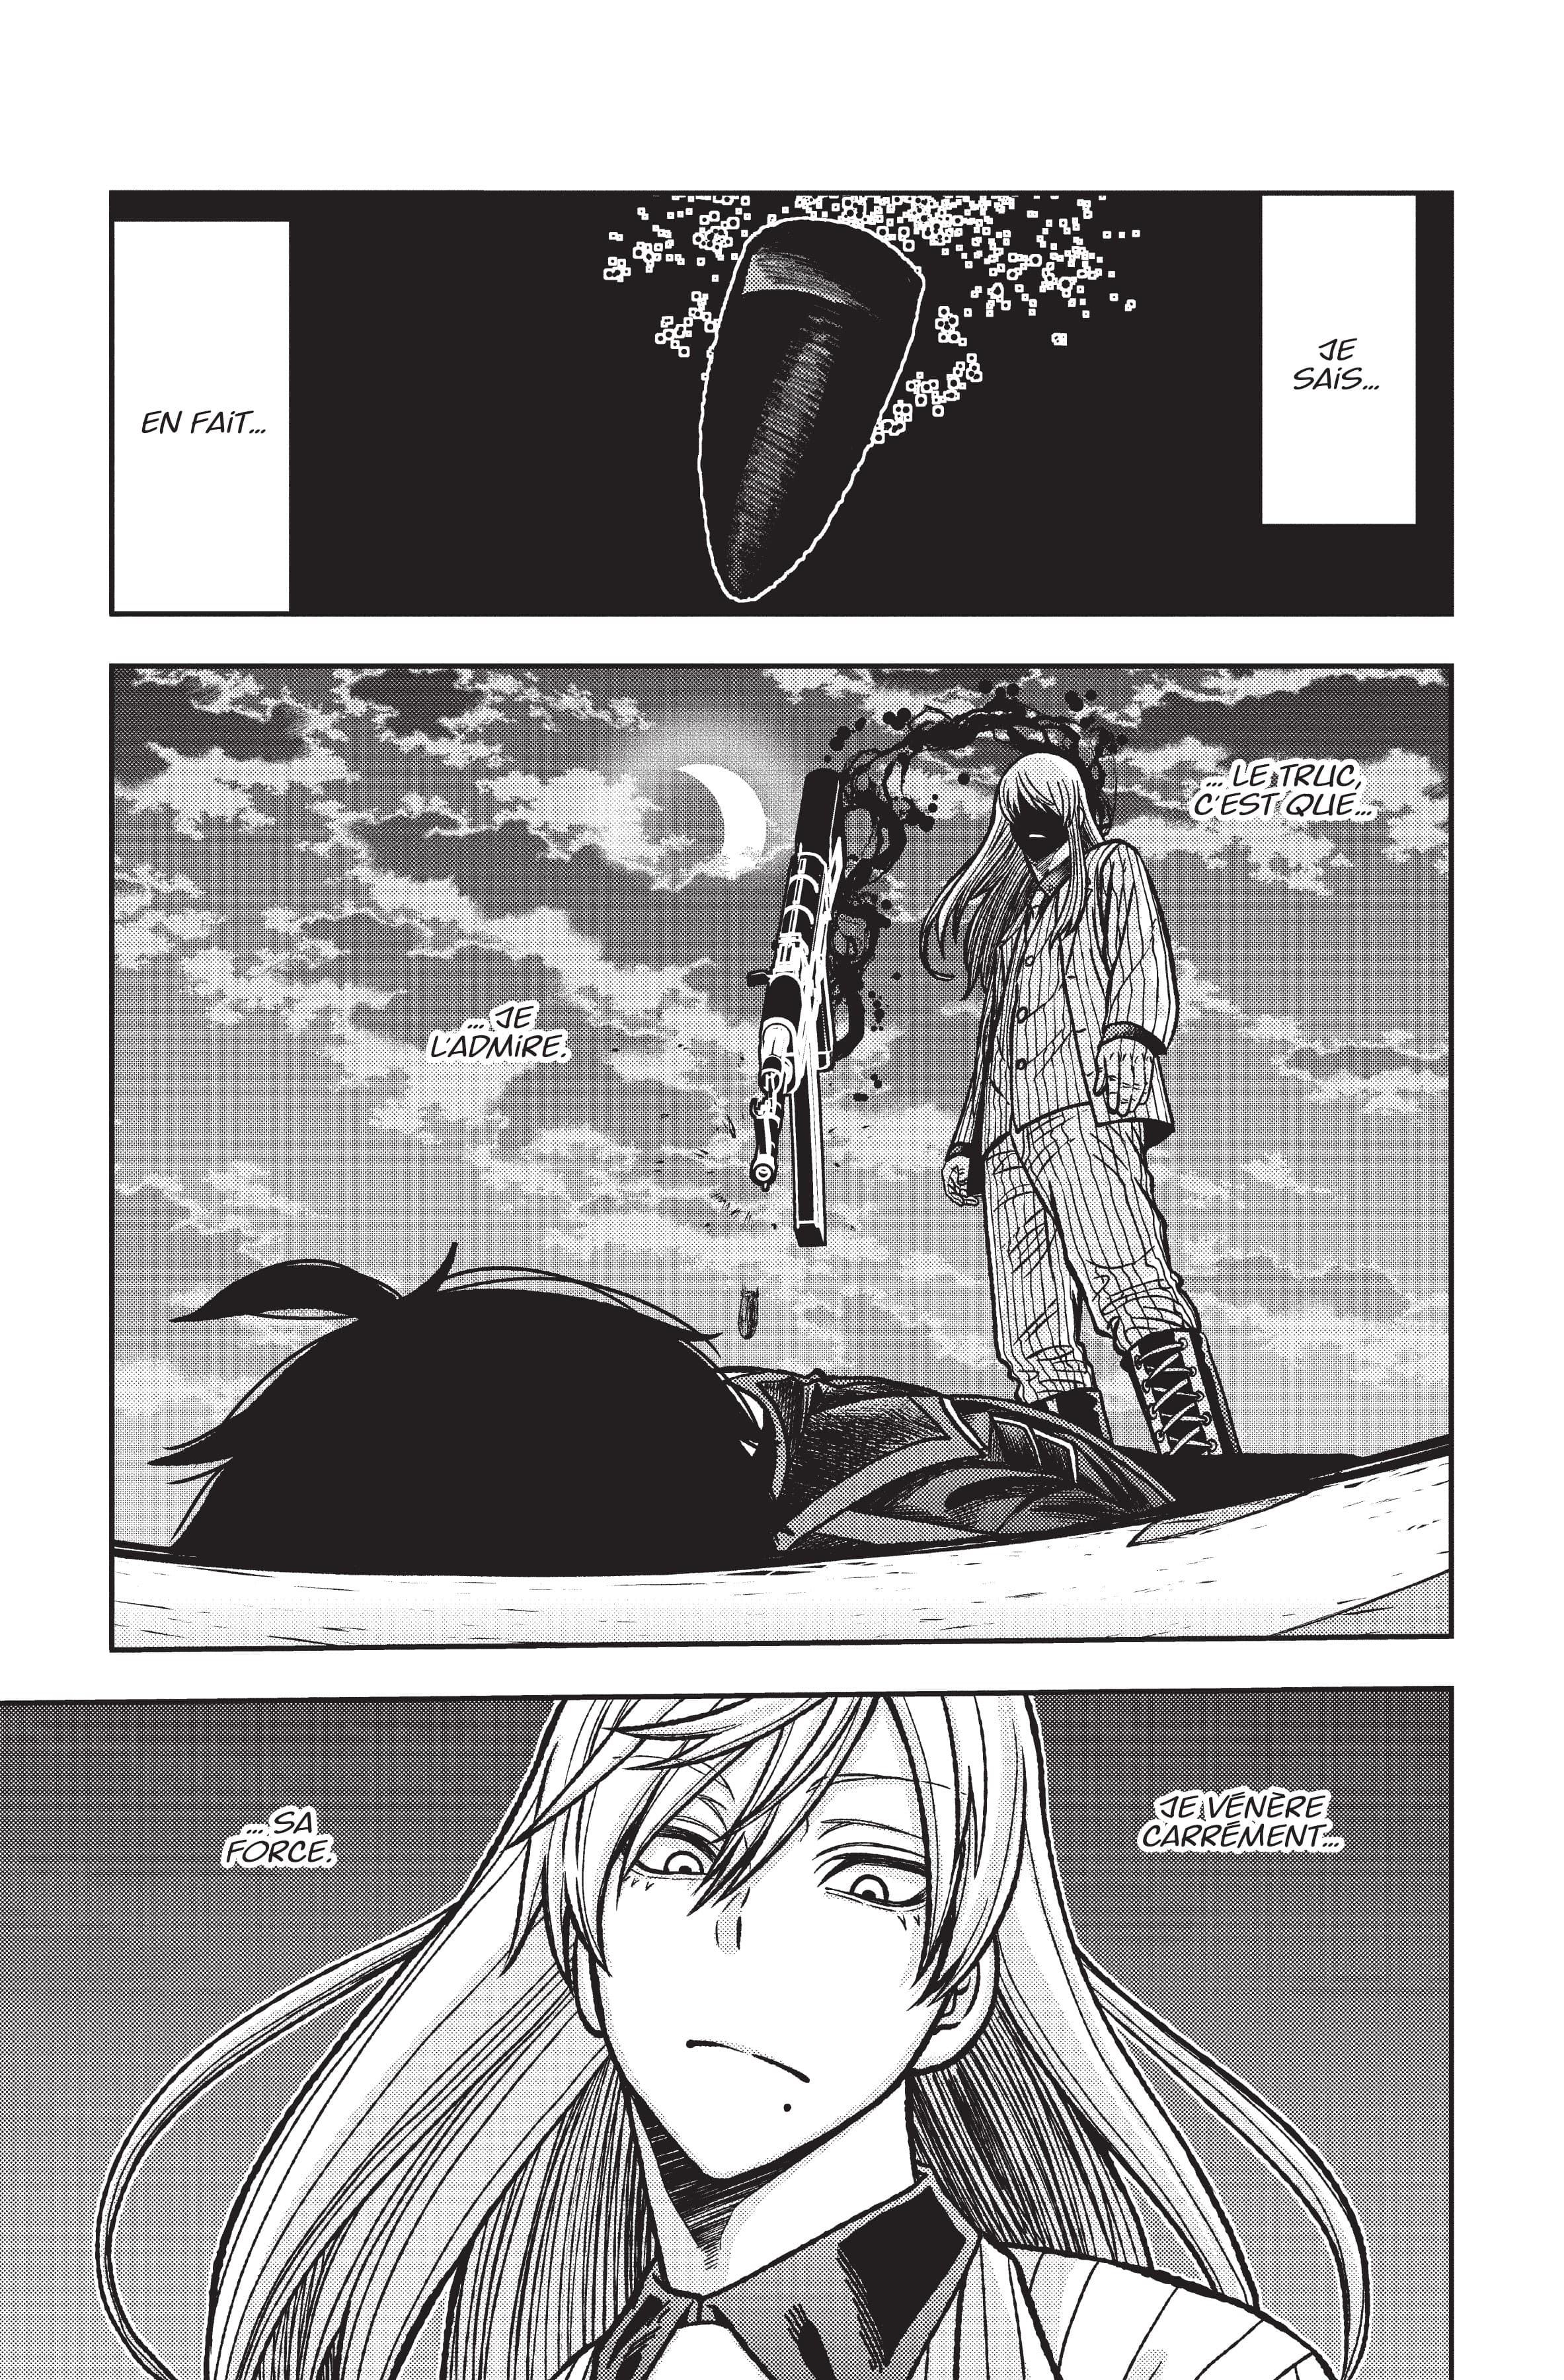 JE
SAIS...
EN FAIT...
... LE TRUC,
C'EST QUE...
... JE
L'ADMIRE.
JE VÉNÈRE
CARRÉMENT...
... SA
FORCE.